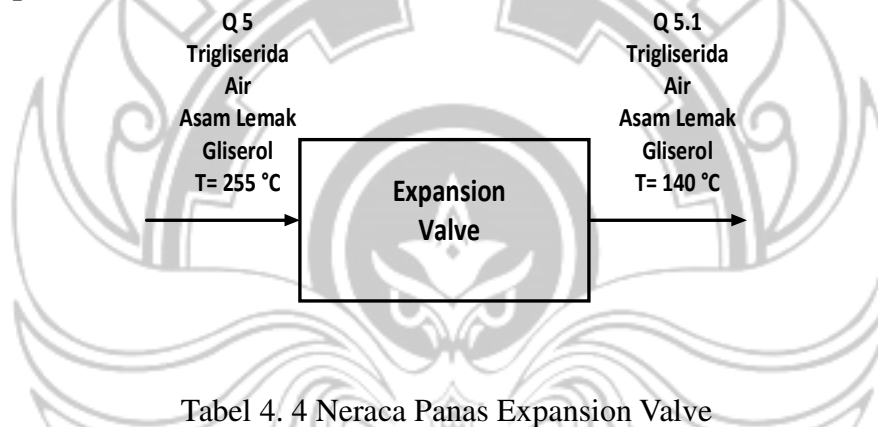 Q 5
Trigliserida
Air
Asam Lemak
Gliserol
T= 255 °C
Expansion
Valve
Q 5.1
Trigliserida
Air
Asam Lemak
Gliserol
T= 140 °C
Tabel 4. 4 Neraca Panas Expansion Valve